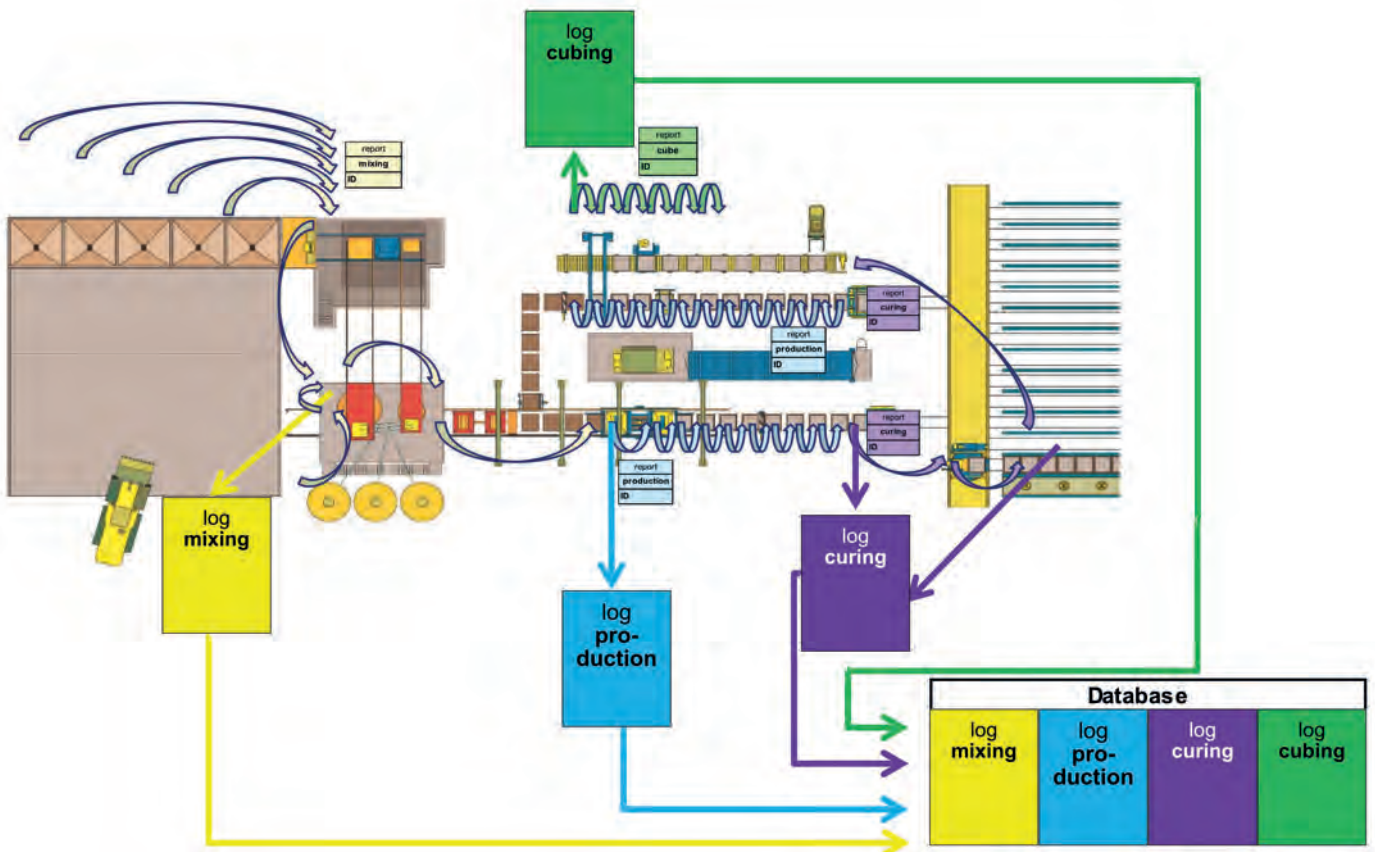 log
cubing
report
cube
ID
report
mixing
ID
report
curing
ID
report
production
ID
report
curing
ID
report
production
ID
log
mixing
log
curing
log
pro-
duction
Database
log
mixing
log
pro-
duction
log
curing
log
cubing